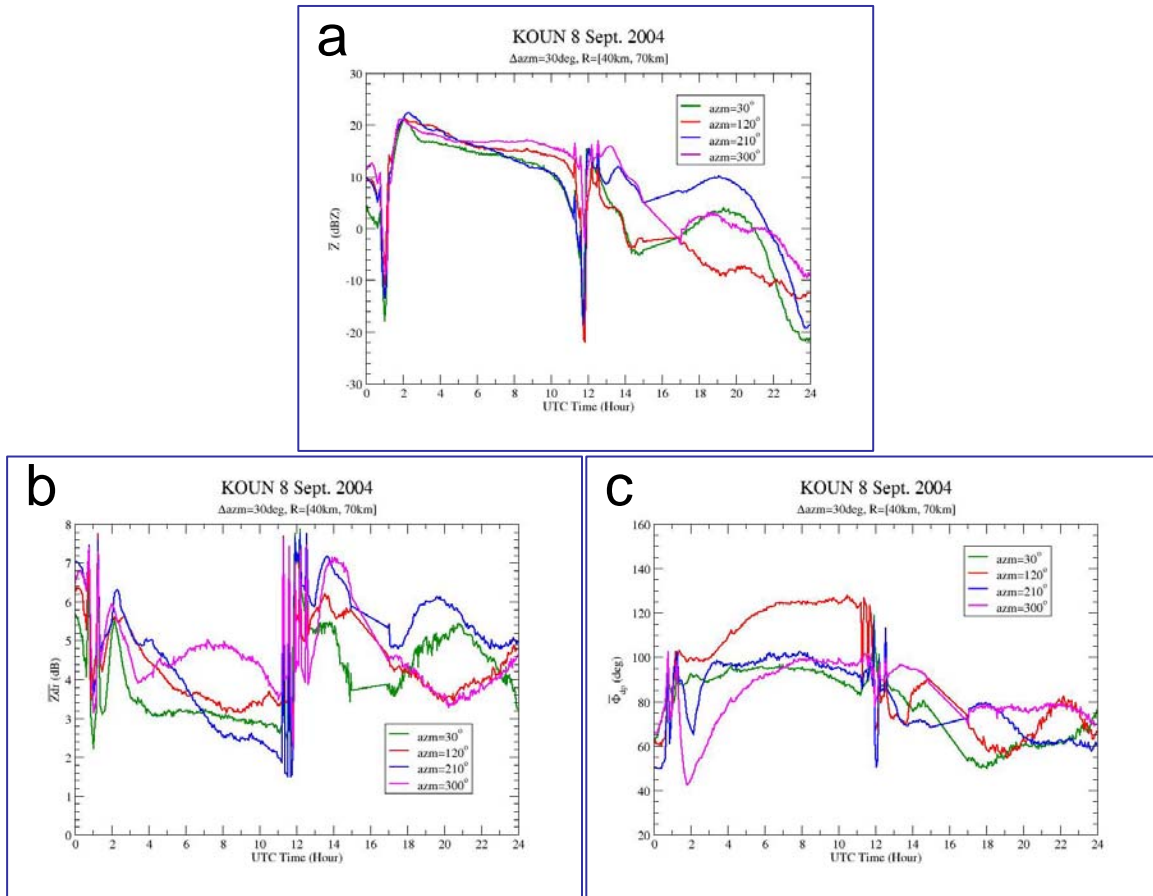 a
KOUN 8 Sept. 2004
Δazm=30deg, R=[40km, 70km]
30
20
10
0
-10
-20
-30
Z (dBZ)
azm=30°
azm=120°
azm=210°
azm=300°
0 2 4 6 8 10 12 14 16 18 20 22 24
UTC Time (Hour)
b
KOUN 8 Sept. 2004
Δazm=30deg, R=[40km, 70km]
8
7
6
5
4
3
2
1
0
Zdr (dB)
azm=30°
azm=120°
azm=210°
azm=300°
0 2 4 6 8 10 12 14 16 18 20 22 24
UTC Time (Hour)
c
KOUN 8 Sept. 2004
Δazm=30deg, R=[40km, 70km]
160
140
120
100
80
60
40
20
Φ̄dp (deg)
azm=30°
azm=120°
azm=210°
azm=300°
0 2 4 6 8 10 12 14 16 18 20 22 24
UTC Time (Hour)